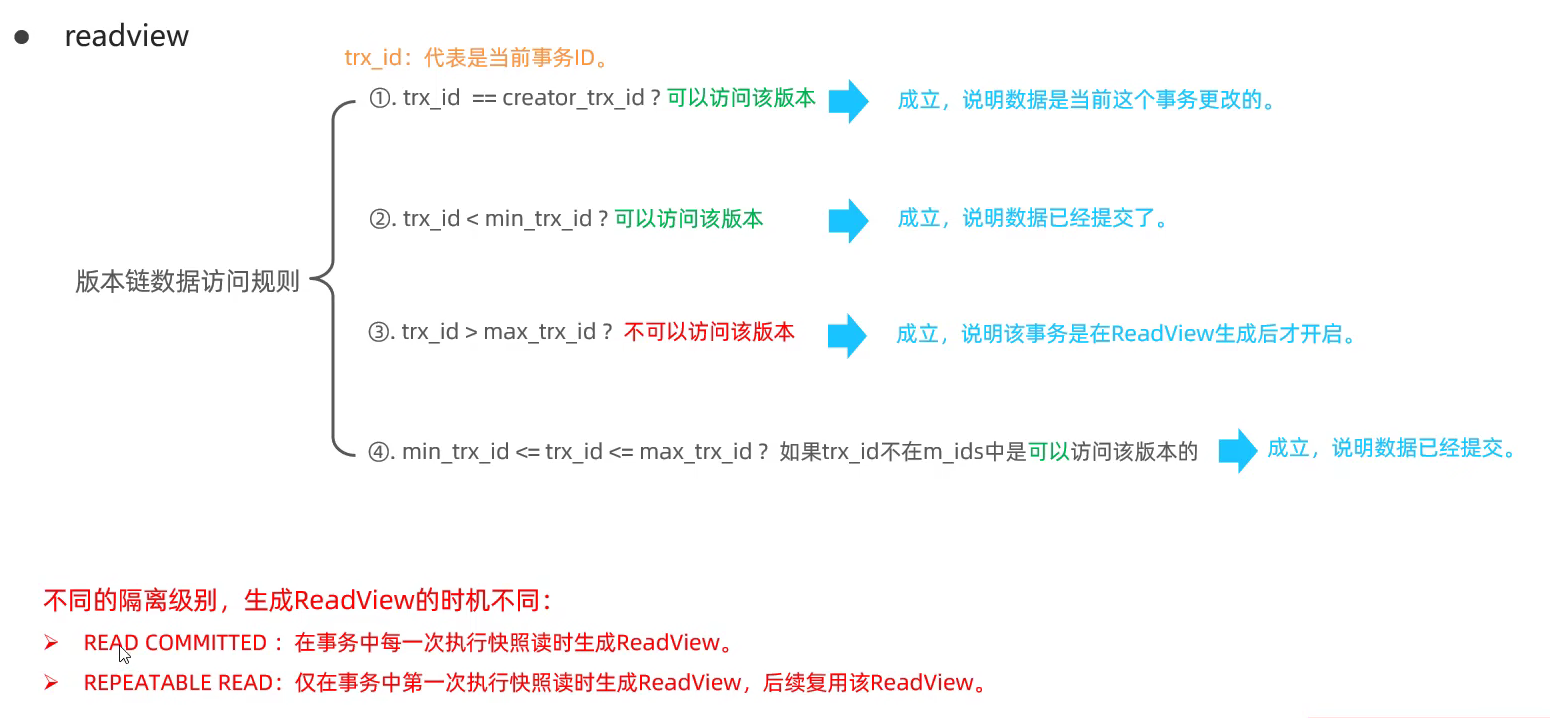 ● readview
trx_id：代表是当前事务ID。
①. trx_id == creator_trx_id ? 可以访问该版本 成立，说明数据是当前这个事务更改的。
②. trx_id < min_trx_id ? 可以访问该版本 成立，说明数据已经提交了。
版本链数据访问规则
③. trx_id > max_trx_id ? 不可以访问该版本 成立，说明该事务是在ReadView生成后才开启。
④. min_trx_id <= trx_id <= max_trx_id ? 如果trx_id不在m_ids中是可以访问该版本的 成立，说明数据已经提交。
不同的隔离级别，生成ReadView的时机不同：
➢ READ COMMITTED ：在事务中每一次执行快照读时生成ReadView。
➢ REPEATABLE READ：仅在事务中第一次执行快照读时生成ReadView，后续复用该ReadView。